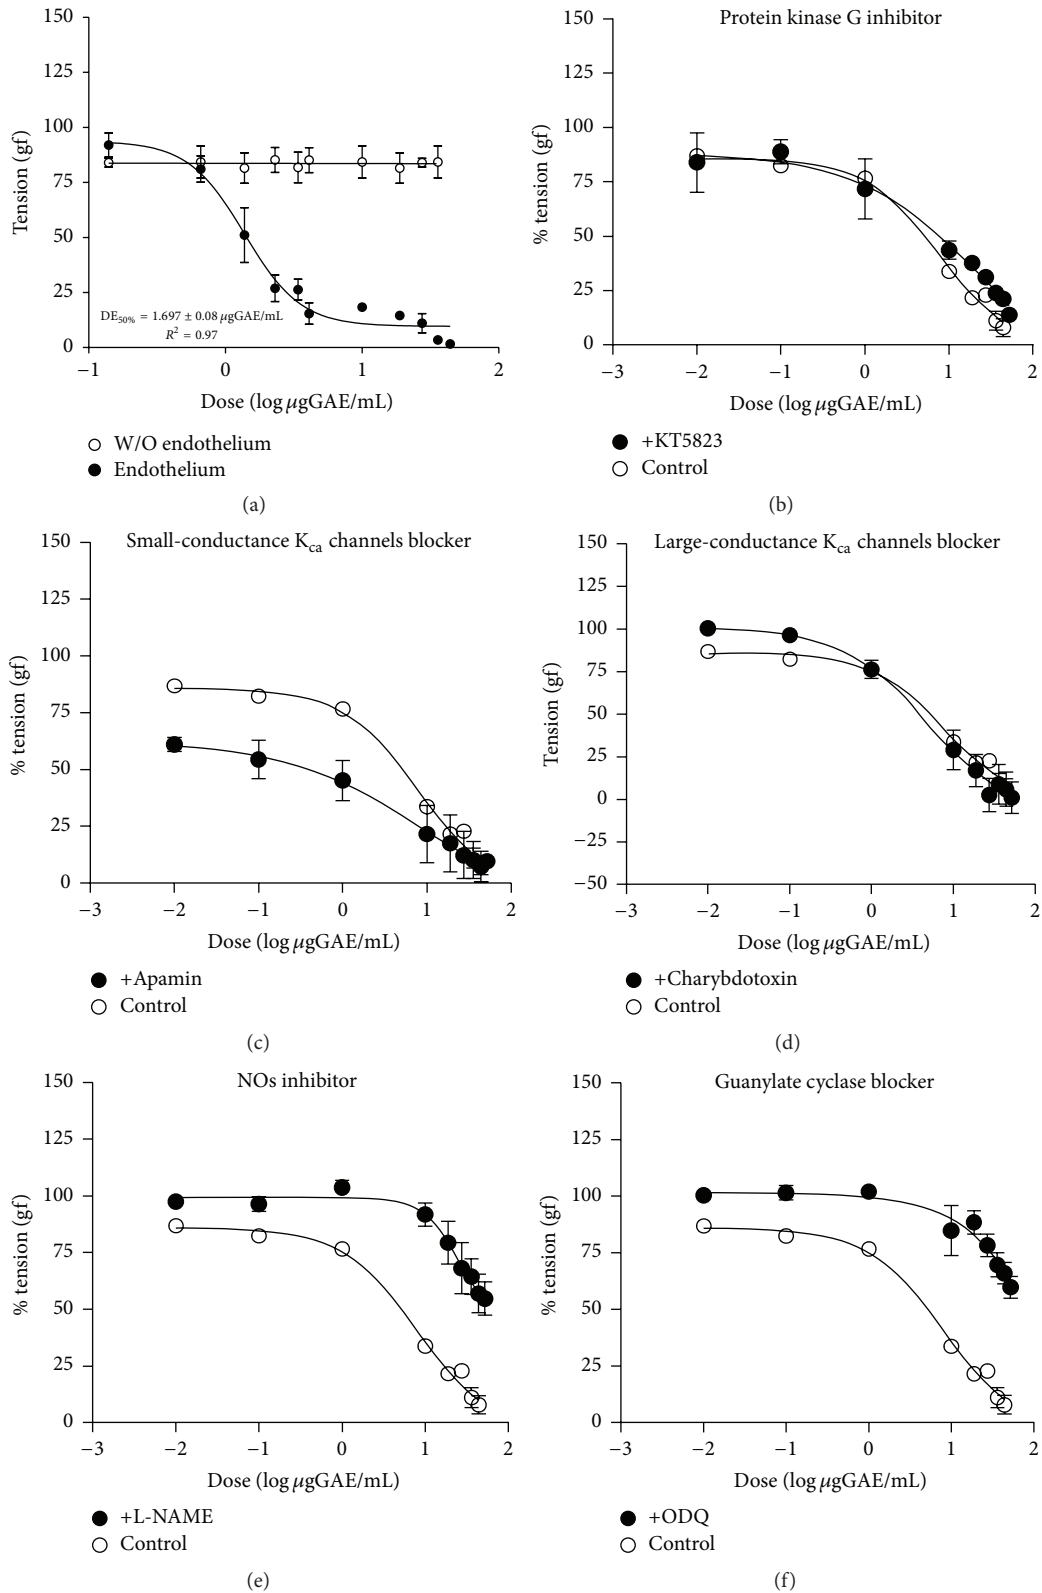 150
125
100
75
50
25
0
Tension (gf)
DE50% = 1.697 ± 0.08 µgGAE/mL
R² = 0.97
−1 0 1 2
Dose (log µgGAE/mL)
W/O endothelium
Endothelium
(a)
Protein kinase G inhibitor
150
125
100
75
50
25
0
% tension (gf)
−3 −2 −1 0 1 2
Dose (log µgGAE/mL)
+KT5823
Control
(b)
Small-conductance Kca channels blocker
150
125
100
75
50
25
0
% tension (gf)
−3 −2 −1 0 1 2
Dose (log µgGAE/mL)
+Apamin
Control
(c)
Large-conductance Kca channels blocker
150
125
100
75
50
25
0
−25
−50
Tension (gf)
−3 −2 −1 0 1 2
Dose (log µgGAE/mL)
+Charybdotoxin
Control
(d)
NOs inhibitor
150
125
100
75
50
25
0
% tension (gf)
−3 −2 −1 0 1 2
Dose (log µgGAE/mL)
+L-NAME
Control
(e)
Guanylate cyclase blocker
150
125
100
75
50
25
0
% tension (gf)
−3 −2 −1 0 1 2
Dose (log µgGAE/mL)
+ODQ
Control
(f)